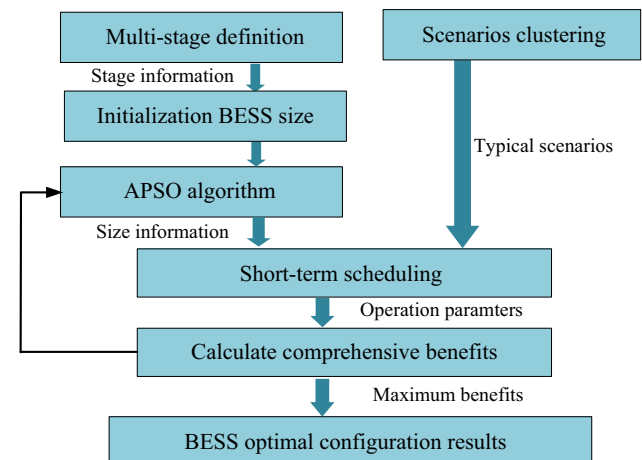 Multi-stage definition
Scenarios clustering
Stage information
Initialization BESS size
Typical scenarios
APSO algorithm
Size information
Short-term scheduling
Operation paramters
Calculate comprehensive benefits
Maximum benefits
BESS optimal configuration results